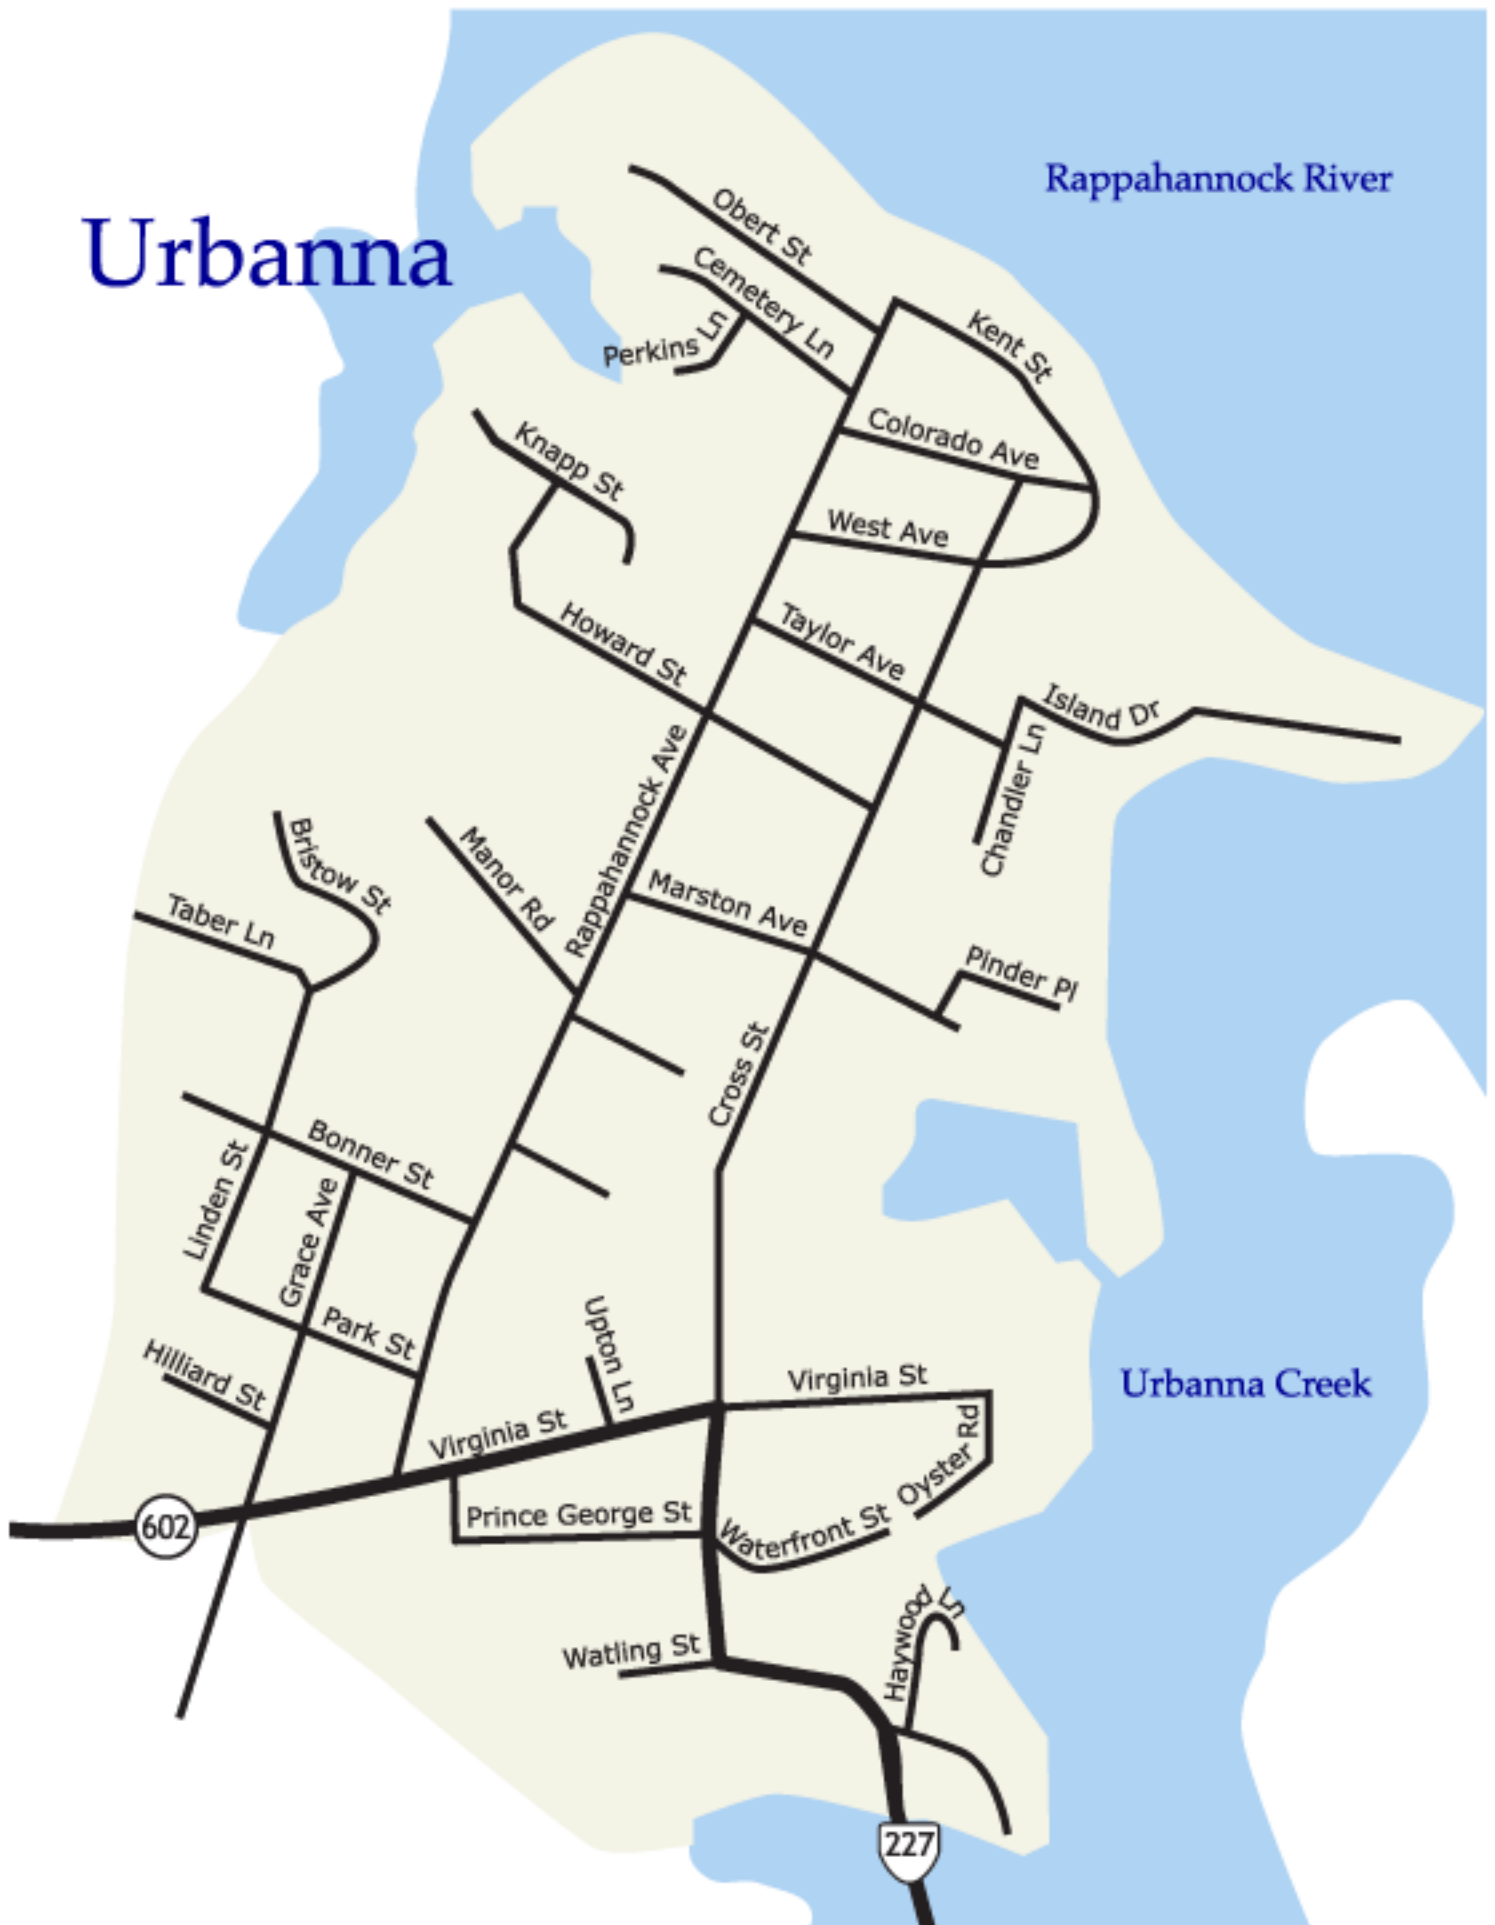 Rappahannock River
Urbanna
Obert St
Cemetery Ln
Perkins Ln
Kent St
Colorado Ave
Knapp St
West Ave
Howard St
Taylor Ave
Island Dr
Chandler Ln
Rappahannock Ave
Bristow St
Manor Rd
Marston Ave
Taber Ln
Pinder Pl
Cross St
Bonner St
Linden St
Grace Ave
Park St
Hilliard St
Upton Ln
Virginia St
Urbanna Creek
Virginia St
Oyster Rd
Prince George St
Waterfront St
602
Haywood Ln
Watling St
227